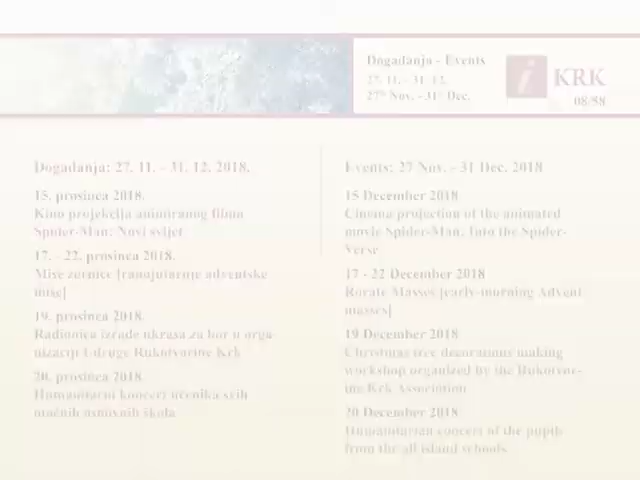 Događanja - Events
27. 11. - 31. 12.
27th Nov. - 31st Dec.
i KRK
08/58
Događanja: 27. 11. - 31. 12. 2018.
15. prosinca 2018.
Kino projekcija animiranog filma
Spider-Man: Novi svijet
17. - 22. prosinca 2018.
Mise zornice [ranojutarnje adventske
mise]
19. prosinca 2018.
Radionica izrade ukrasa za bor u orga-
nizaciji Udruge Rukotvorine Krk
20. prosinca 2018.
Humanitarni koncert učenika svih
otočnih osnovnih škola
Events: 27 Nov. - 31 Dec. 2018
15 December 2018
Cinema projection of the animated
movie Spider-Man: Into the Spider-
Verse
17 - 22 December 2018
Rorate Masses [early-morning Advent
masses]
19 December 2018
Christmas tree decorations making
workshop organized by the Rukotvor-
ine Krk Association
20 December 2018
Humanitarian concert of the pupils
from the all island schools